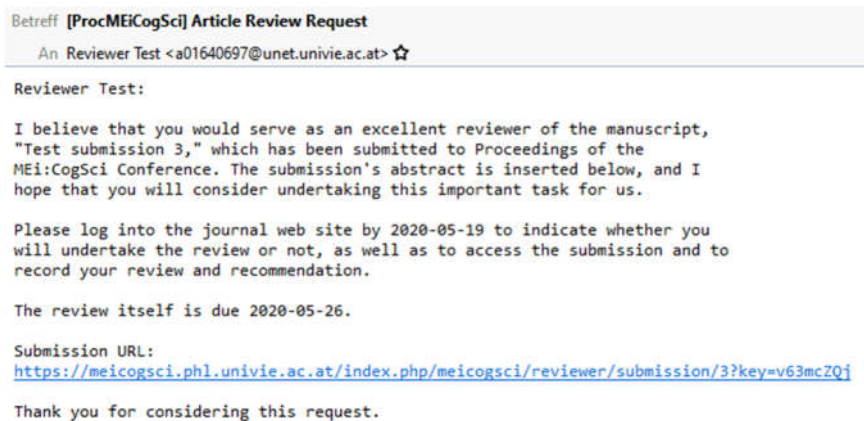 Betreff [ProcMEiCogSci] Article Review Request
An Reviewer Test <a01640697@unet.univie.ac.at> ☆
Reviewer Test:
I believe that you would serve as an excellent reviewer of the manuscript,
"Test submission 3," which has been submitted to Proceedings of the
MEi:CogSci Conference. The submission's abstract is inserted below, and I
hope that you will consider undertaking this important task for us.
Please log into the journal web site by 2020-05-19 to indicate whether you
will undertake the review or not, as well as to access the submission and to
record your review and recommendation.
The review itself is due 2020-05-26.
Submission URL:
https://meicogsci.phl.univie.ac.at/index.php/meicogsci/reviewer/submission/3?key=v63mcZQj
Thank you for considering this request.